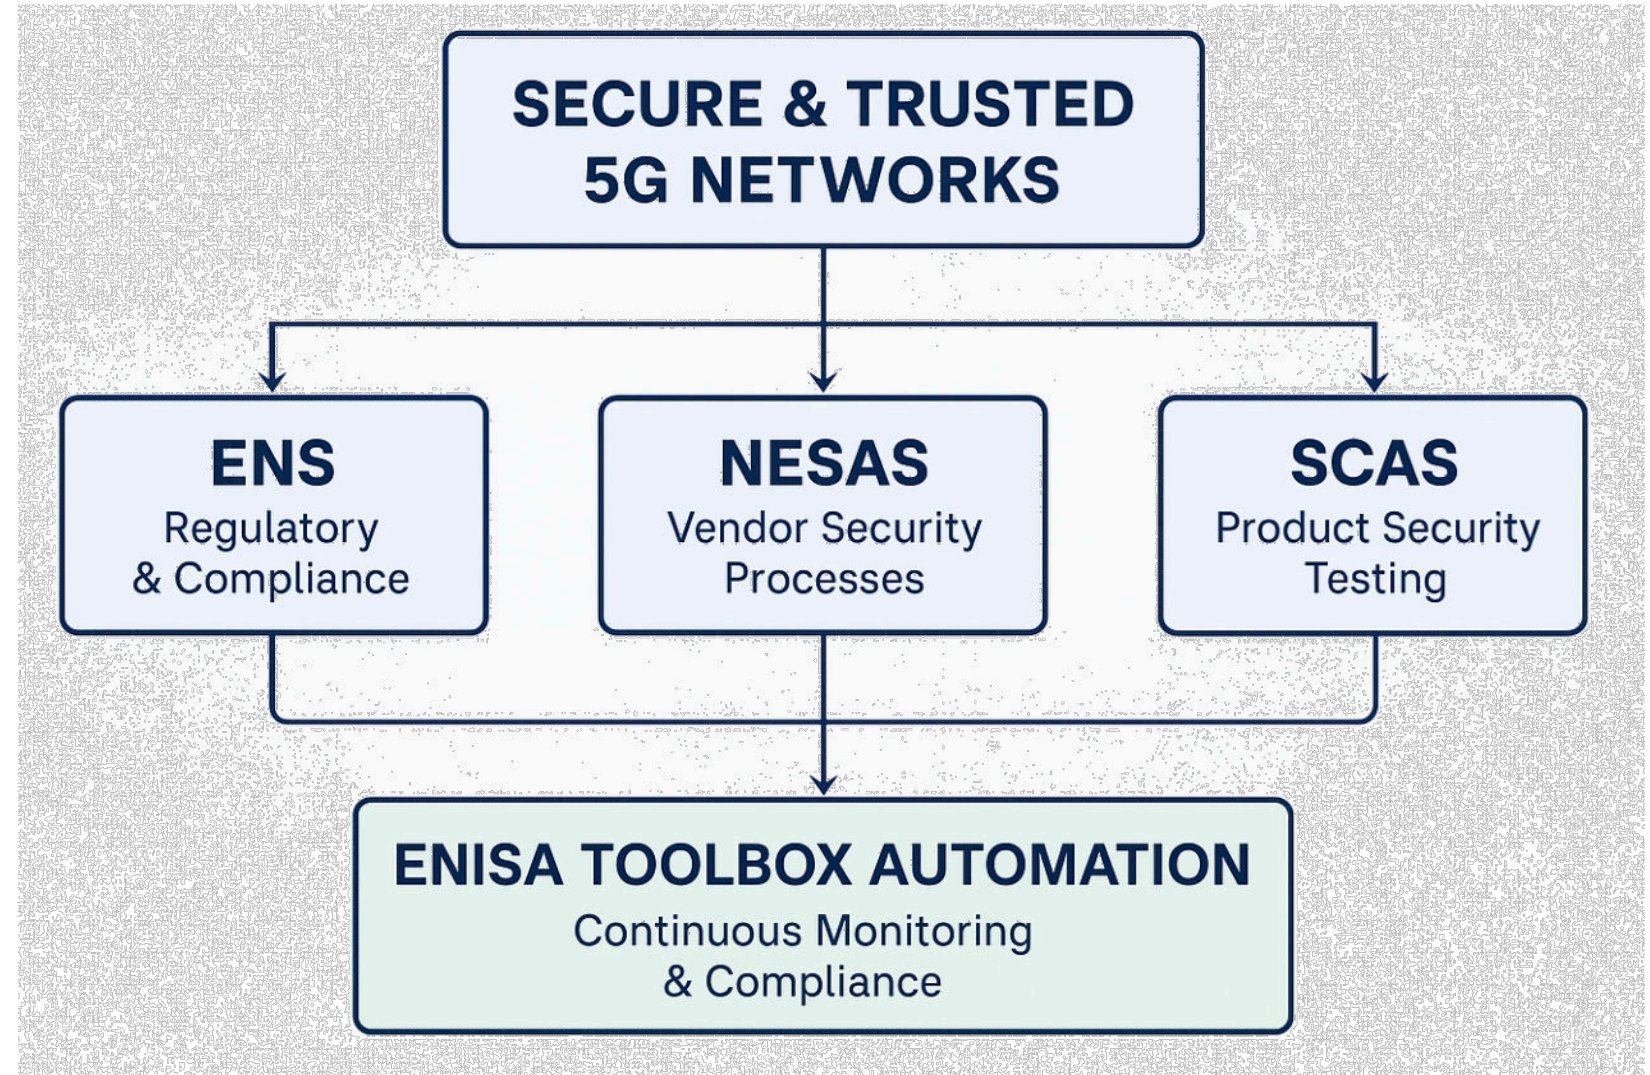 SECURE & TRUSTED
5G NETWORKS
ENS
Regulatory
& Compliance
NESAS
Vendor Security
Processes
SCAS
Product Security
Testing
ENISA TOOLBOX AUTOMATION
Continuous Monitoring
& Compliance